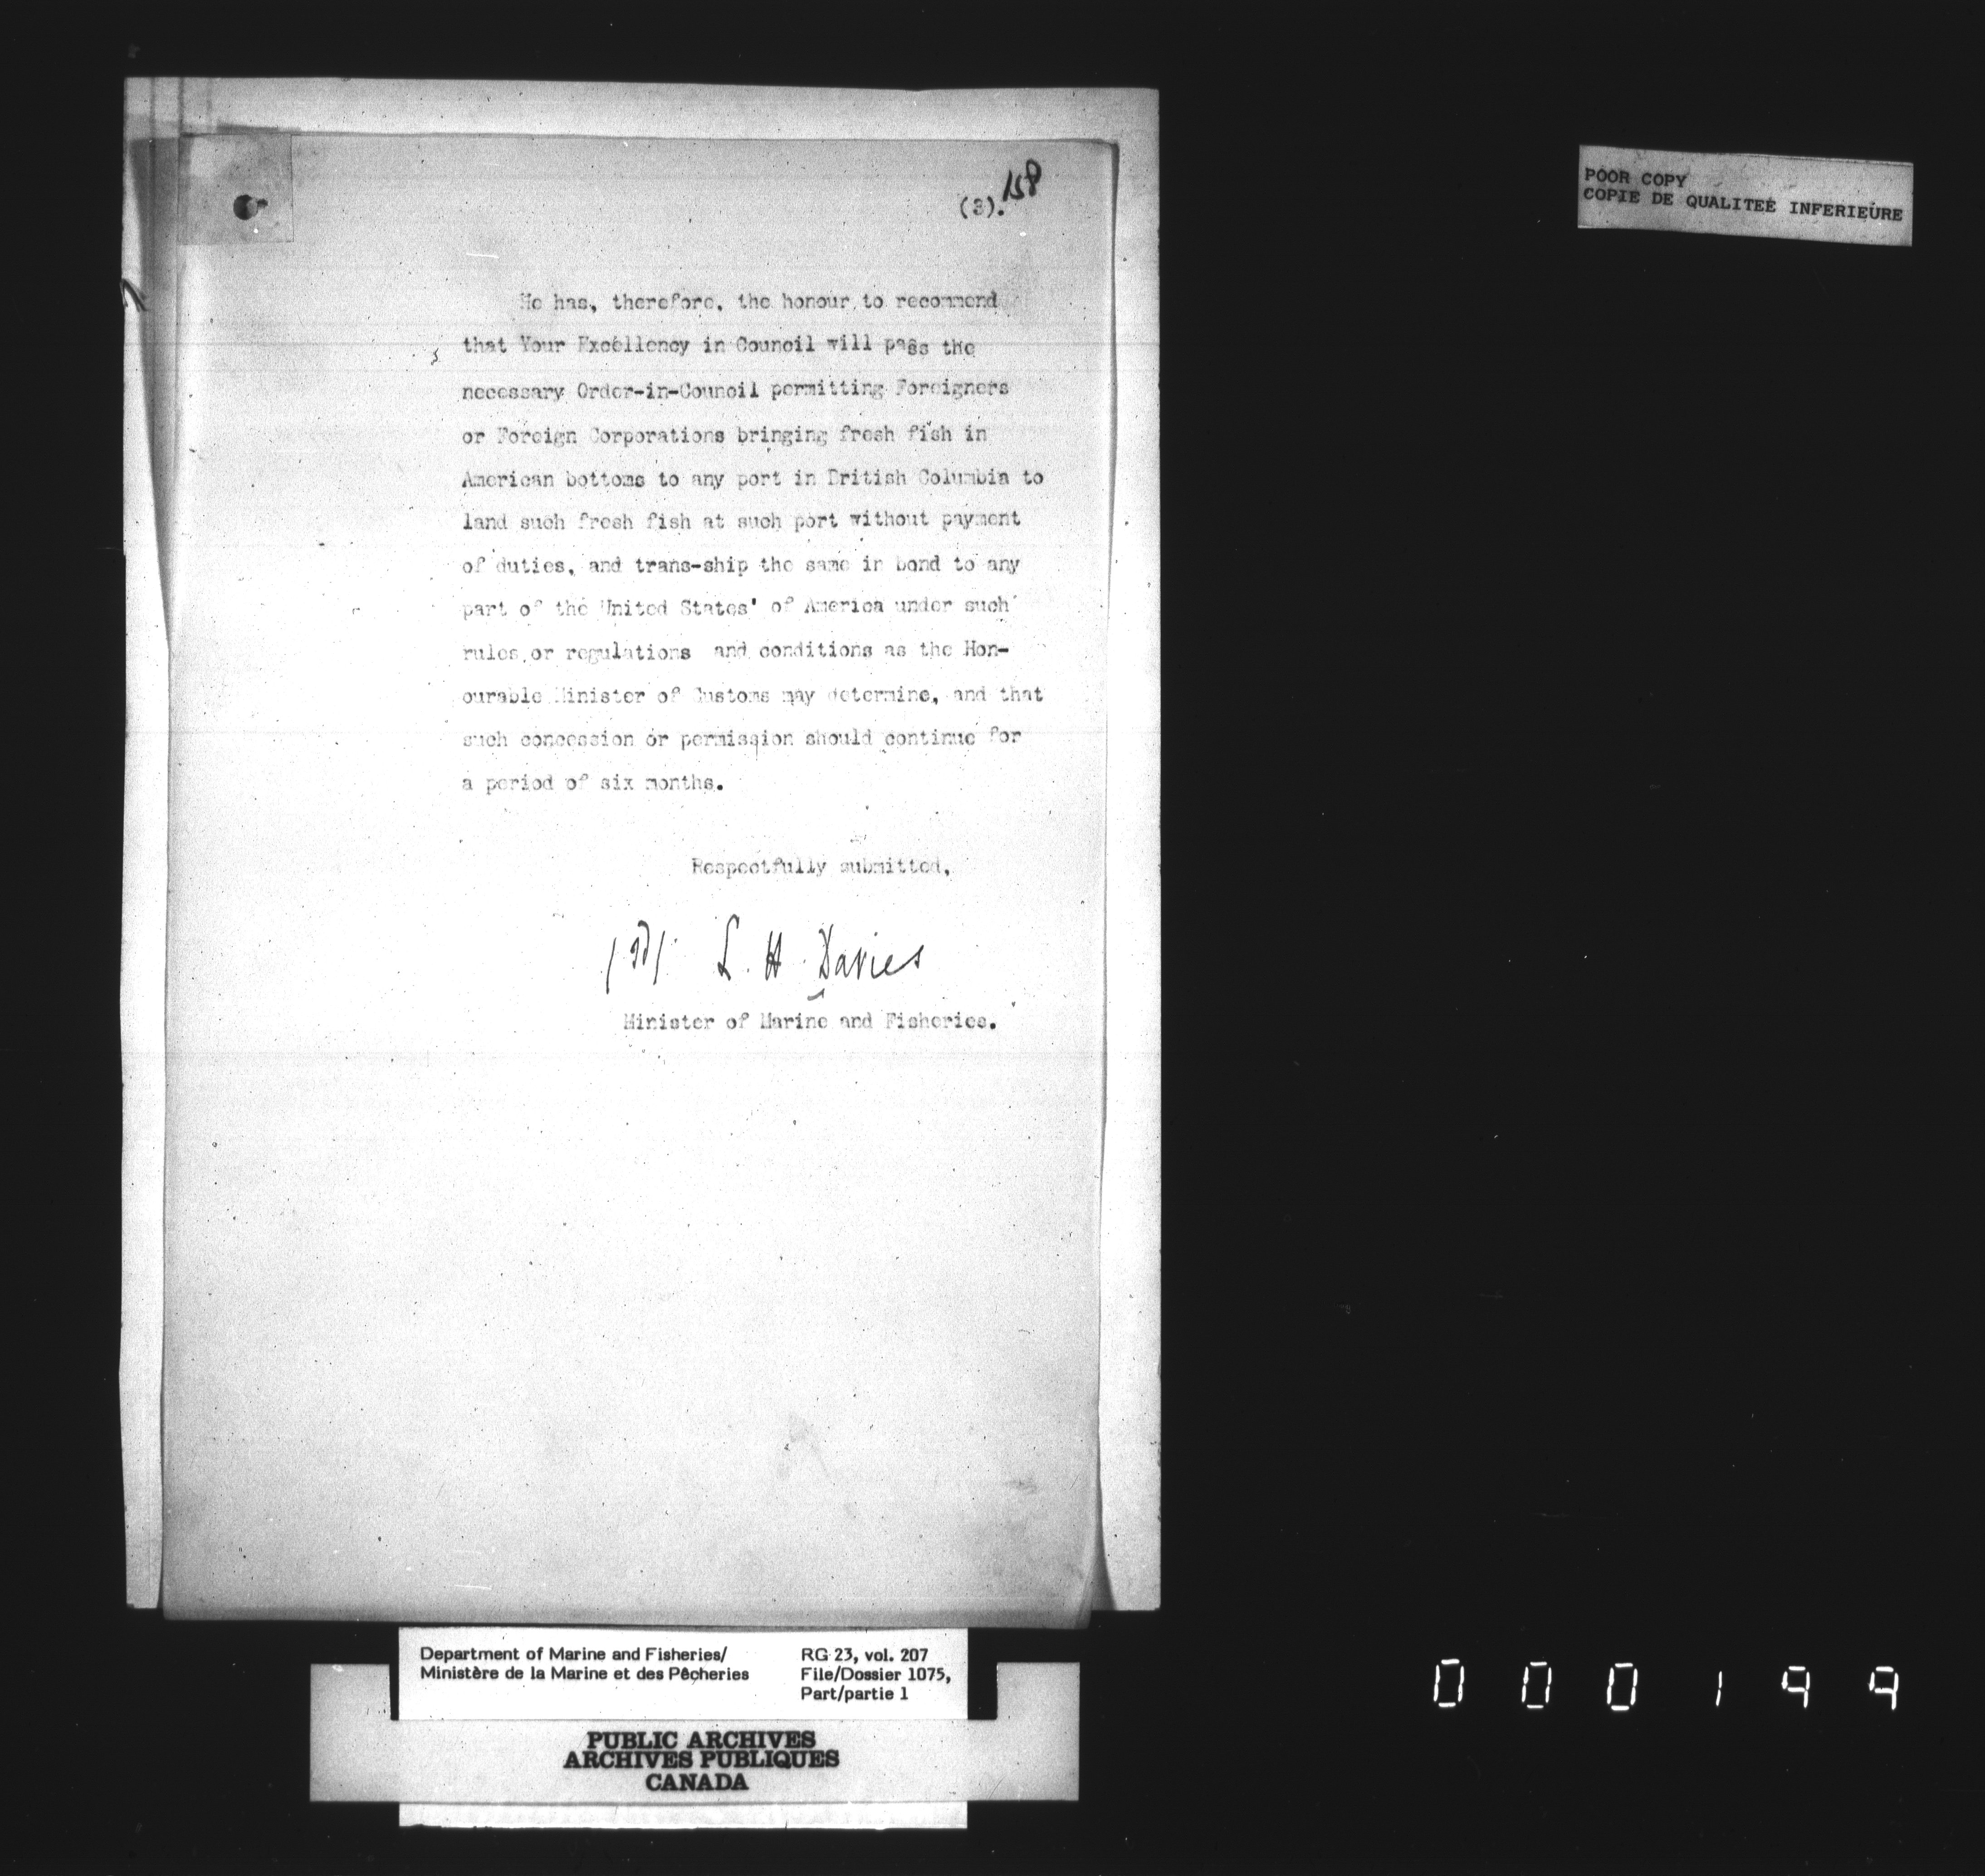 158
(3).
He has, therefore, the honour to recommend
that Your Excellency in Council will pass the
necessary Order-in-Council permitting Foreigners
or Foreign Corporations bringing fresh fish in
American bottoms to any port in British Columbia to
land such fresh fish at such port without payment
of duties, and trans-ship the same in bond to any
part of the United States' of America under such
rules or regulations and conditions as the Hon-
ourable Minister of Customs may determine, and that
such concession or permission should continue for
a period of six months.
Respectfully submitted,
(sd) L. H. Davies
Minister of Marine and Fisheries.
POOR COPY
COPIE DE QUALITEÉ INFERIEURE
Department of Marine and Fisheries/
Ministère de la Marine et des Pêcheries
RG 23, vol. 207
File/Dossier 1075,
Part/partie 1
PUBLIC ARCHIVES
ARCHIVES PUBLIQUES
CANADA
000199